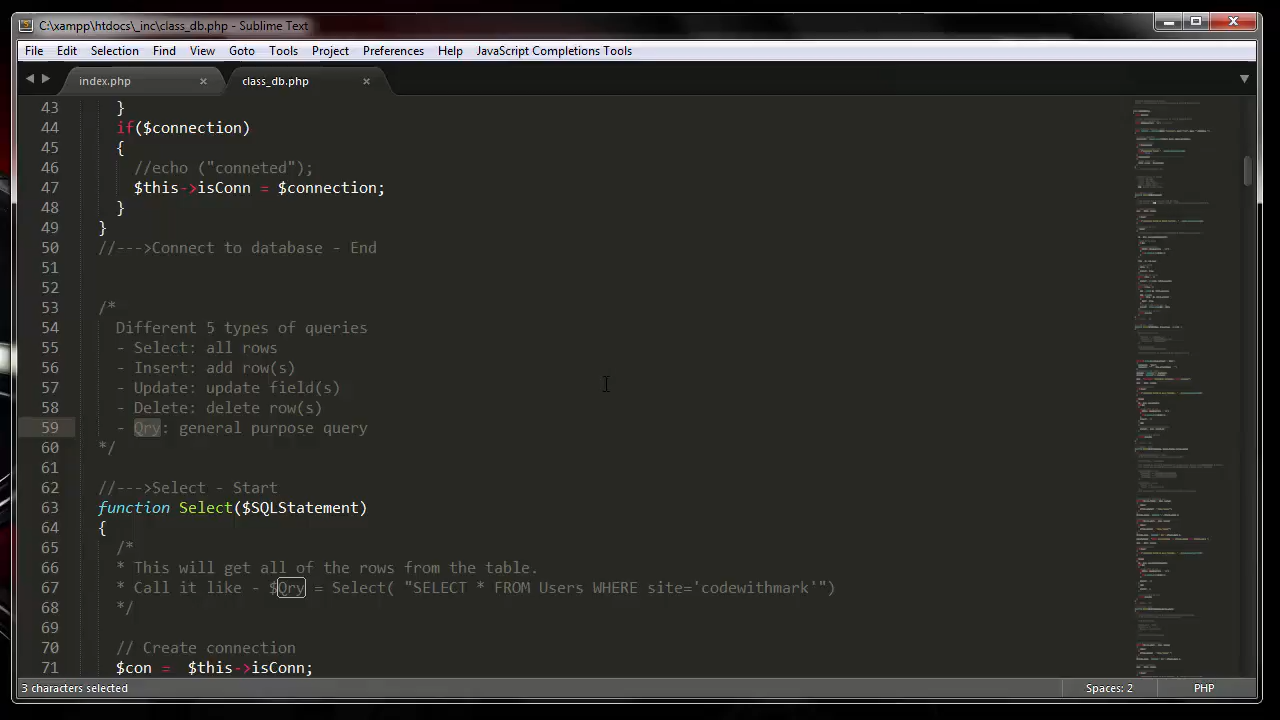 C:\xampp\htdocs\_inc\class_db.php - Sublime Text
File Edit Selection Find View Goto Tools Project Preferences Help JavaScript Completions Tools
index.php class_db.php
43 }
44 if($connection)
45 {
46 //echo ("conneted");
47 $this->isConn = $connection;
48 }
49 }
50 //--->Connect to database - End
51
52
53 /*
54 Different 5 types of queries
55 - Select: all rows
56 - Insert: add row(s)
57 - Update: update field(s)
58 - Delete: delete row(s)
59 - Qry: general purpose query
60 */
61
62 //--->Select - Start
63 function Select($SQLStatement)
64 {
65 /*
66 * This will get all of the rows from the table.
67 * Call it like - $Qry = Select( "SELECT * FROM Users WHERE site=`codewithmark`")
68 */
69
70 // Create connection
71 $con = $this->isConn;
3 characters selected Spaces: 2 PHP